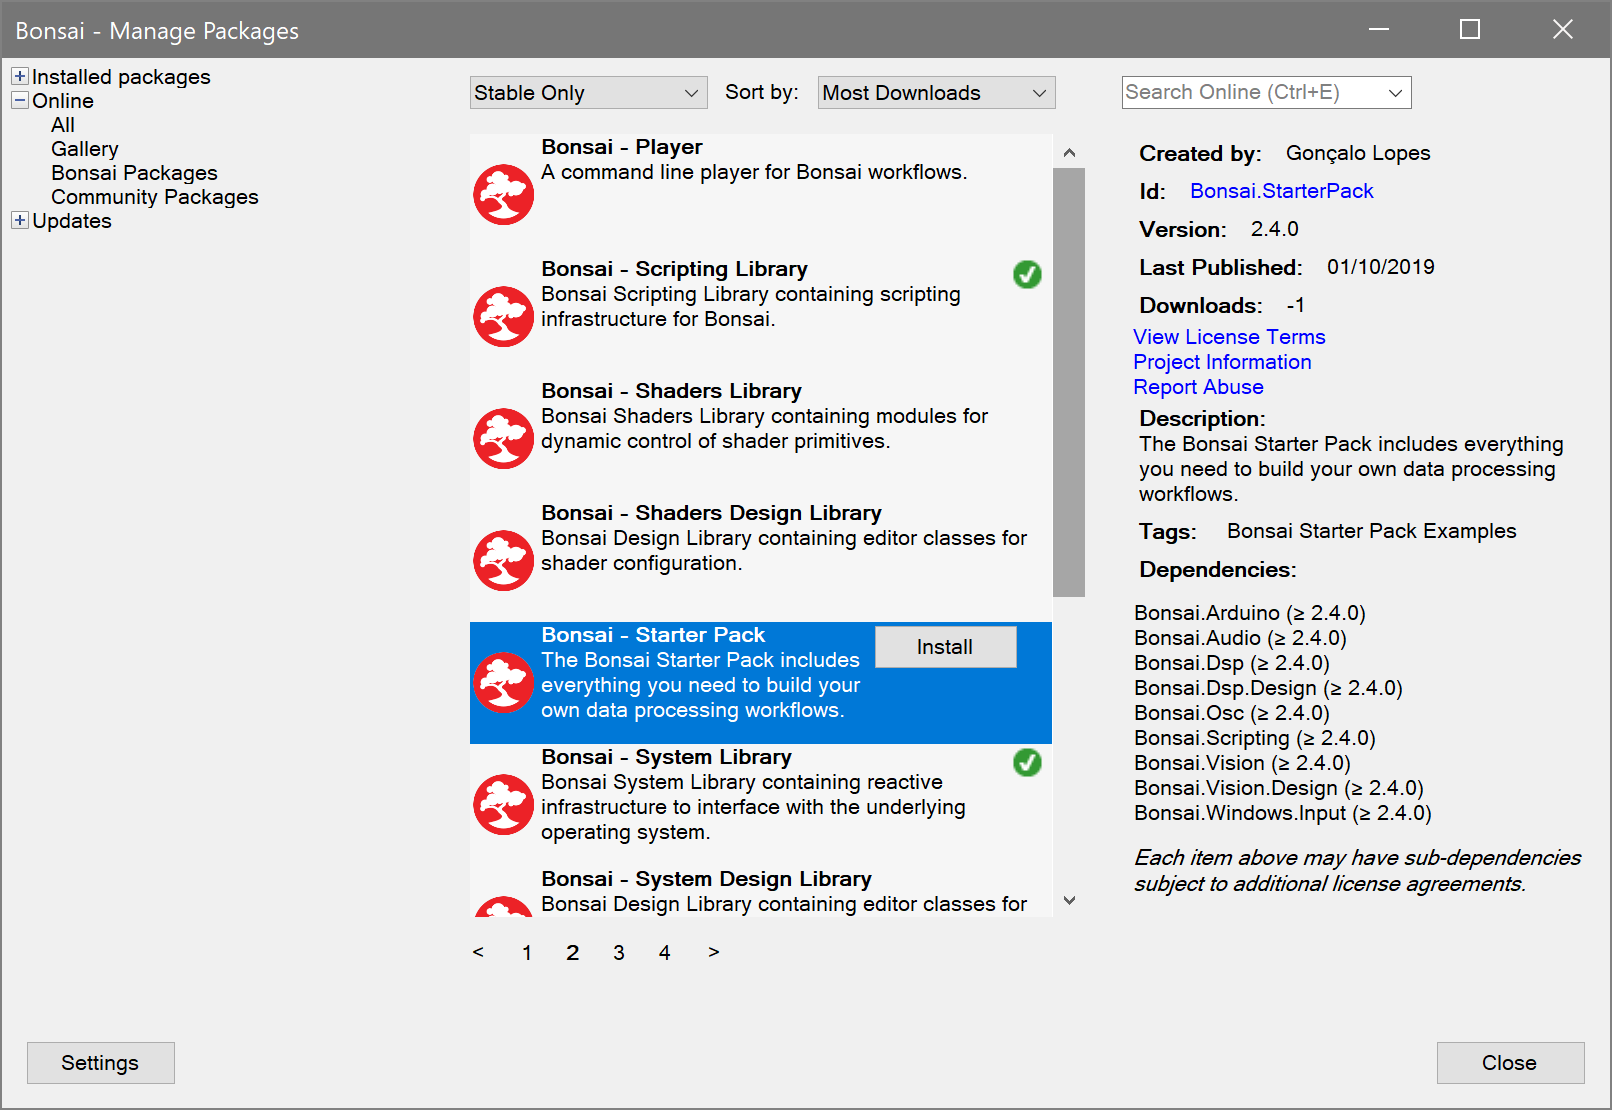 Bonsai - Manage Packages
Installed packages
Online
All
Gallery
Bonsai Packages
Community Packages
Updates
Stable Only
Sort by:
Most Downloads
Search Online (Ctrl+E)
Bonsai - Player
A command line player for Bonsai workflows.
Bonsai - Scripting Library
Bonsai Scripting Library containing scripting
infrastructure for Bonsai.
Bonsai - Shaders Library
Bonsai Shaders Library containing modules for
dynamic control of shader primitives.
Bonsai - Shaders Design Library
Bonsai Design Library containing editor classes for
shader configuration.
Bonsai - Starter Pack
Install
The Bonsai Starter Pack includes
everything you need to build your
own data processing workflows.
Bonsai - System Library
Bonsai System Library containing reactive
infrastructure to interface with the underlying
operating system.
Bonsai - System Design Library
Bonsai Design Library containing editor classes for
< 1 2 3 4 >
Created by: Gonçalo Lopes
Id: Bonsai.StarterPack
Version: 2.4.0
Last Published: 01/10/2019
Downloads: -1
View License Terms
Project Information
Report Abuse
Description:
The Bonsai Starter Pack includes everything
you need to build your own data processing
workflows.
Tags: Bonsai Starter Pack Examples
Dependencies:
Bonsai.Arduino (≥ 2.4.0)
Bonsai.Audio (≥ 2.4.0)
Bonsai.Dsp (≥ 2.4.0)
Bonsai.Dsp.Design (≥ 2.4.0)
Bonsai.Osc (≥ 2.4.0)
Bonsai.Scripting (≥ 2.4.0)
Bonsai.Vision (≥ 2.4.0)
Bonsai.Vision.Design (≥ 2.4.0)
Bonsai.Windows.Input (≥ 2.4.0)
Each item above may have sub-dependencies
subject to additional license agreements.
Settings
Close